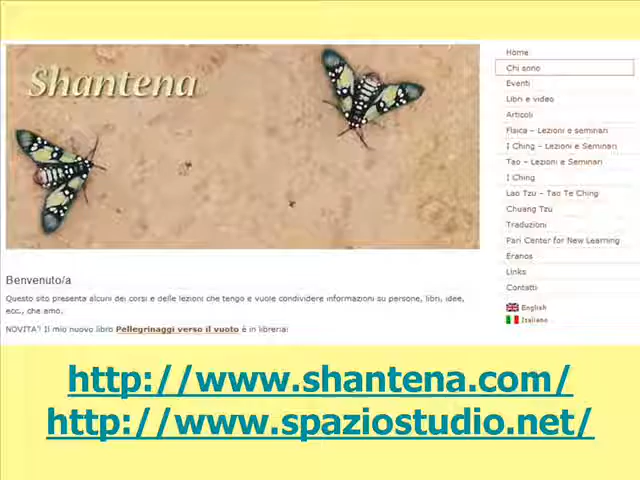 Shantena
Home
Chi sono
Eventi
Libri e video
Articoli
Fisica – Lezioni e seminari
I Ching – Lezioni e Seminari
Tao – Lezioni e Seminari
I Ching
Lao Tzu – Tao Te Ching
Chuang Tzu
Traduzioni
Pari Center for New Learning
Eranos
Links
Contatti
English
Italiano
Benvenuto/a
Questo sito presenta alcuni dei corsi e delle lezioni che tengo e vuole condividere informazioni su persone, libri, idee,
ecc., che amo.
NOVITA'! Il mio nuovo libro Pellegrinaggi verso il vuoto è in libreria:
http://www.shantena.com/
http://www.spaziostudio.net/